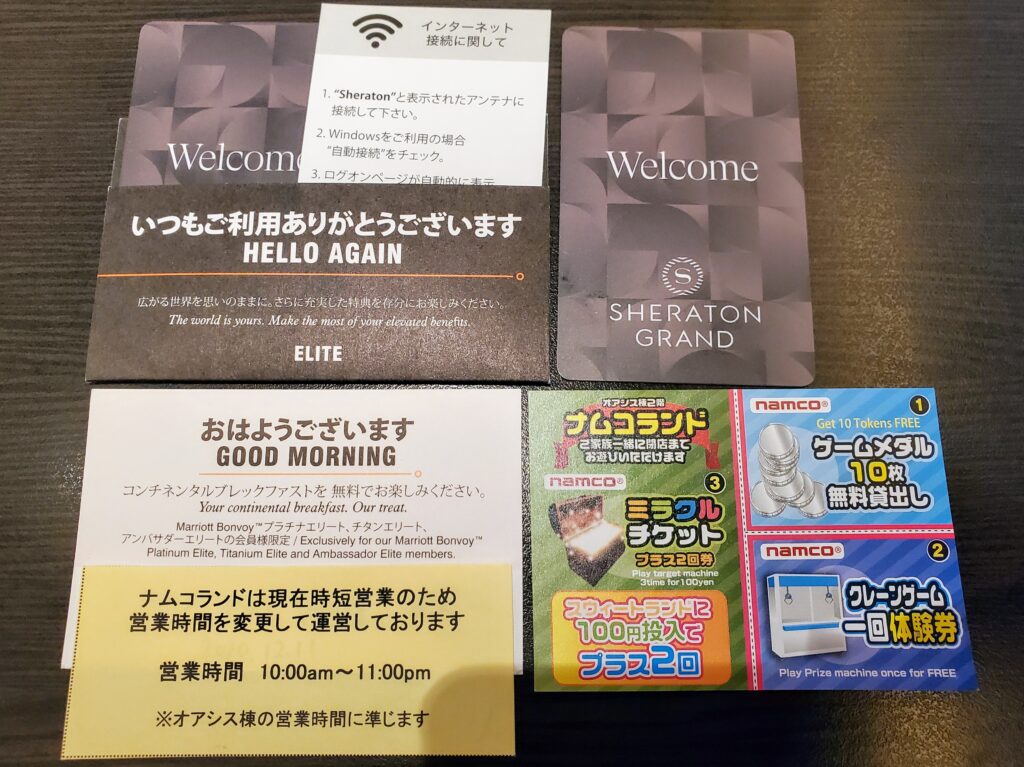 Welcome
インターネット
接続に関して
1. "Sheraton"と表示されたアンテナに
接続して下さい。
2. Windowsをご利用の場合
"自動接続"をチェック。
3. ログオンページが自動的に表示
いつもご利用ありがとうございます
HELLO AGAIN
広がる世界を思いのままに。さらに充実した特典を存分にお楽しみください。
The world is yours. Make the most of your elevated benefits.
ELITE
Welcome
S
SHERATON
GRAND
おはようございます
GOOD MORNING
コンチネンタルブレックファストを 無料でお楽しみください。
Your continental breakfast. Our treat.
Marriott Bonvoy™プラチナエリート、チタンエリート、
アンバサダーエリートの会員様限定 / Exclusively for our Marriott Bonvoy™
Platinum Elite, Titanium Elite and Ambassador Elite members.
ナムコランドは現在時短営業のため
営業時間を変更して運営しております
営業時間 10:00am～11:00pm
※オアシス棟の営業時間に準じます
オアシス棟2階
ナムコランド
ご家族一緒に閉店まで
お遊びいただけます
namco®
3
ミラクル
チケット
プラス2回券
Play target machine
3time for 100yen
スウィートランドに
100円投入で
プラス2回
namco®
1
Get 10 Tokens FREE
ゲームメダル
10枚
無料貸出し
namco®
2
クレーンゲーム
一回体験券
Play Prize machine once for FREE